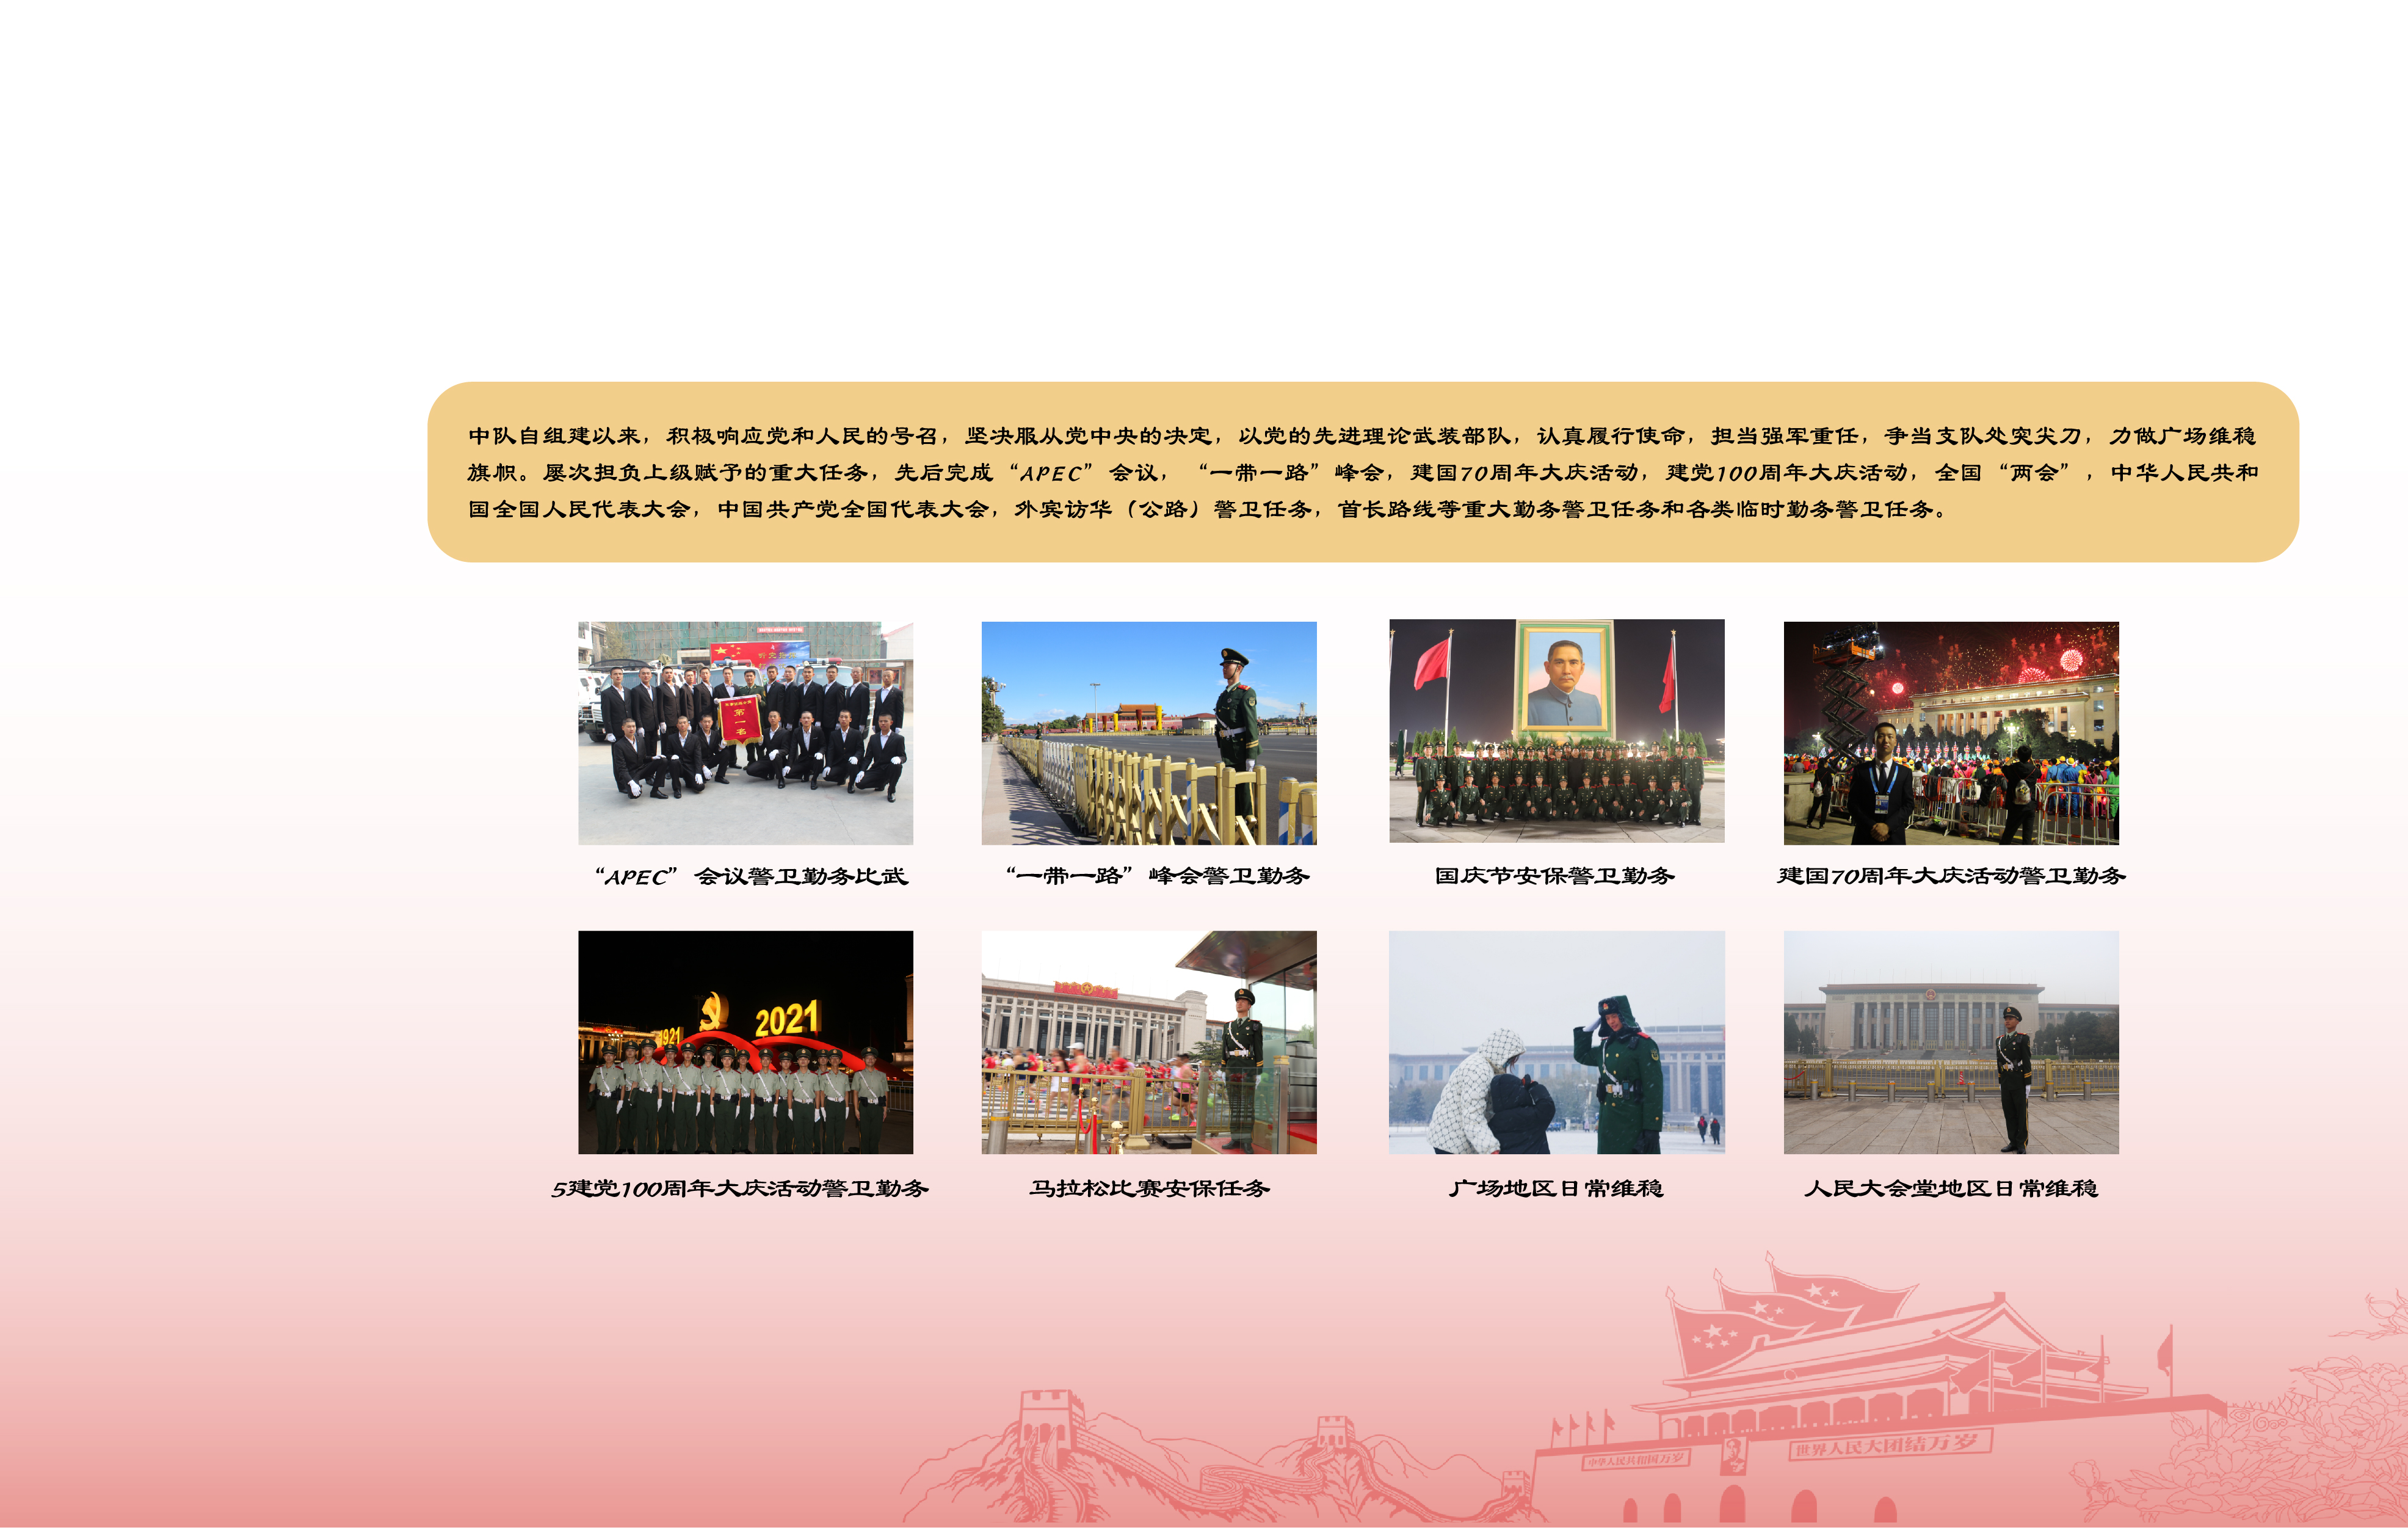 中队自组建以来，积极响应党和人民的号召，坚决服从党中央的决定，以党的先进理论武装部队，认真履行使命，担当强军重任，争当支队处突尖刀，力做广场维稳
旗帜。屡次担负上级赋予的重大任务，先后完成“APEC”会议，“一带一路”峰会，建国70周年大庆活动，建党100周年大庆活动，全国“两会”，中华人民共和
国全国人民代表大会，中国共产党全国代表大会，外宾访华（公路）警卫任务，首长路线等重大勤务警卫任务和各类临时勤务警卫任务。
第一名
“APEC”会议警卫勤务比武
“一带一路”峰会警卫勤务
国庆节安保警卫勤务
建国70周年大庆活动警卫勤务
1921
2021
5建党100周年大庆活动警卫勤务
马拉松比赛安保任务
广场地区日常维稳
人民大会堂地区日常维稳
中华人民共和国万岁
世界人民大团结万岁